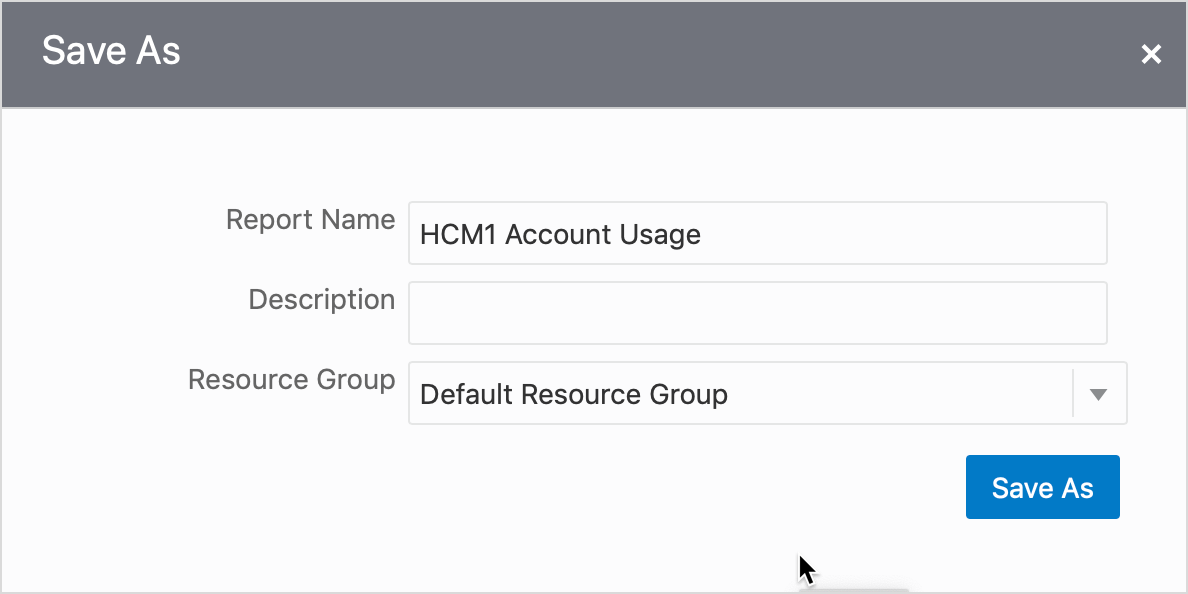 Save As
Report Name
HCM1 Account Usage
Description
Resource Group
Default Resource Group
Save As